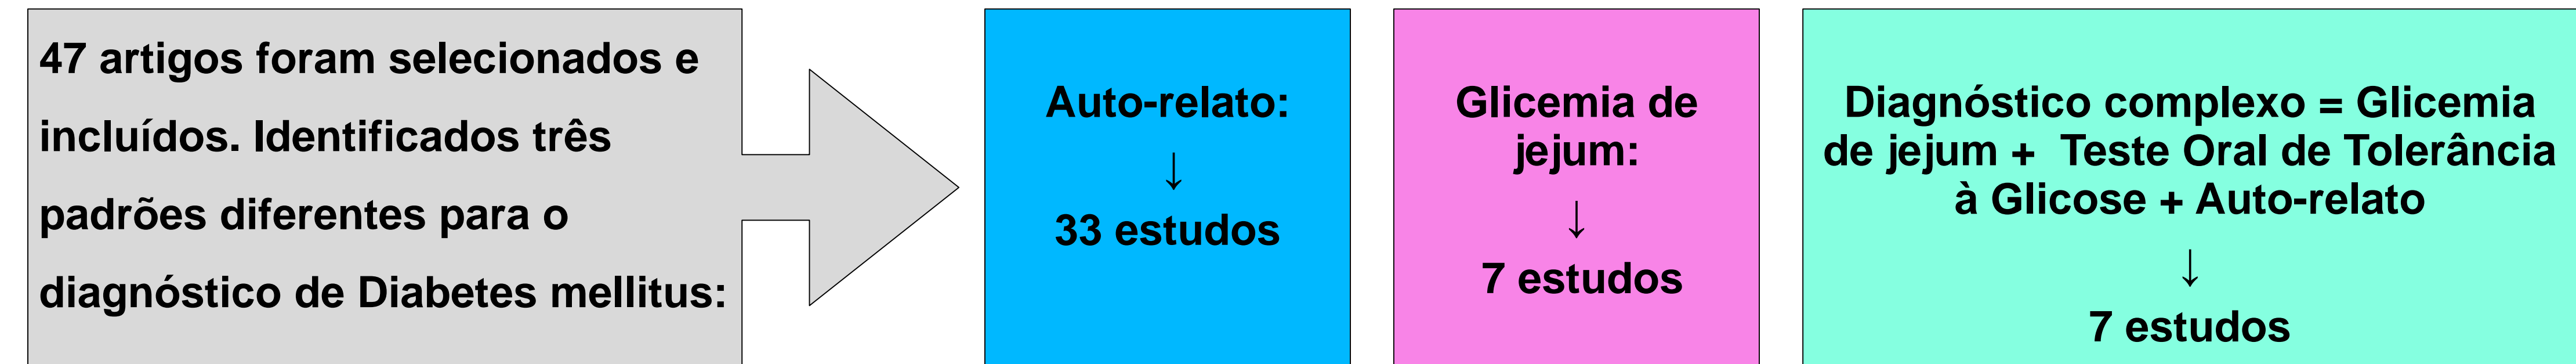 47 artigos foram selecionados e
incluídos. Identificados três
padrões diferentes para o
diagnóstico de Diabetes mellitus:
Auto-relato:
↓
33 estudos
Glicemia de
jejum:
↓
7 estudos
Diagnóstico complexo = Glicemia
de jejum + Teste Oral de Tolerância
à Glicose + Auto-relato
↓
7 estudos